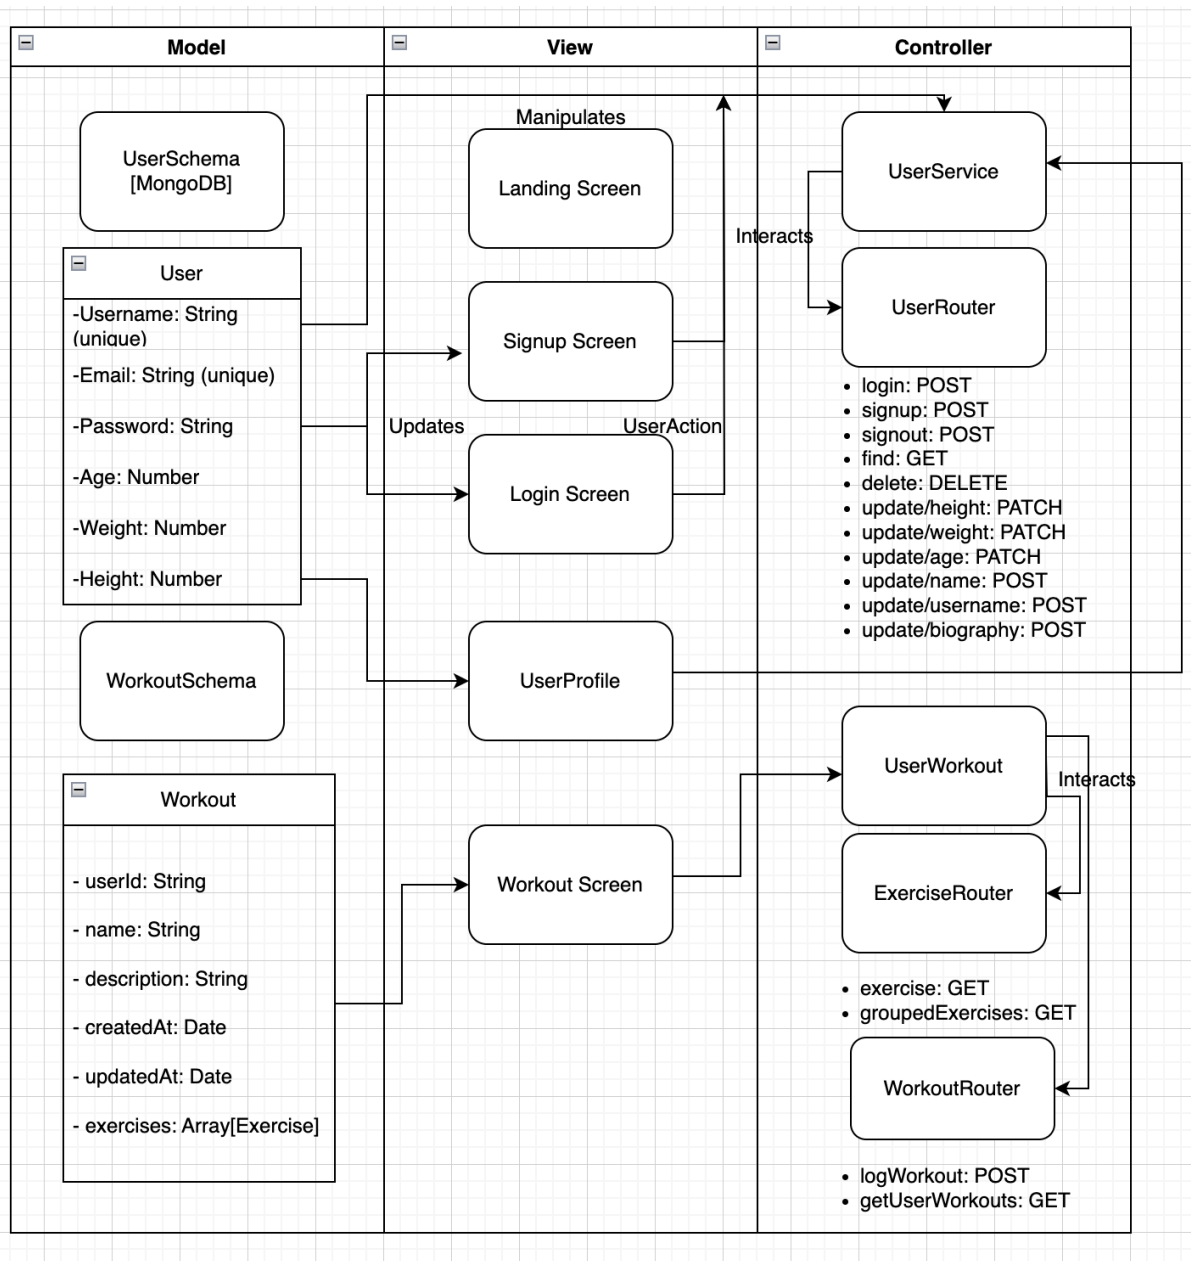 Model
View
Controller
UserSchema
[MongoDB]
User
-Username: String
(unique)
-Email: String (unique)
-Password: String
-Age: Number
-Weight: Number
-Height: Number
WorkoutSchema
Workout
- userId: String
- name: String
- description: String
- createdAt: Date
- updatedAt: Date
- exercises: Array[Exercise]
Manipulates
Landing Screen
Signup Screen
Updates
UserAction
Login Screen
UserProfile
Workout Screen
UserService
Interacts
UserRouter
• login: POST
• signup: POST
• signout: POST
• find: GET
• delete: DELETE
• update/height: PATCH
• update/weight: PATCH
• update/age: PATCH
• update/name: POST
• update/username: POST
• update/biography: POST
UserWorkout
Interacts
ExerciseRouter
• exercise: GET
• groupedExercises: GET
WorkoutRouter
• logWorkout: POST
• getUserWorkouts: GET